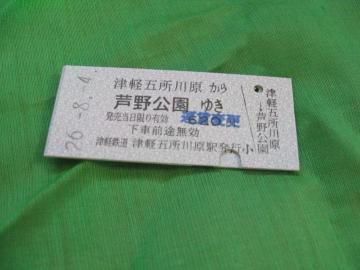 26.-8.-4.
津軽五所川原 から
芦野公園 ゆき
発売当日限り有効
下車前途無効
津軽鉄道 津軽五所川原駅発行 小
津軽五所川原
→芦野公園